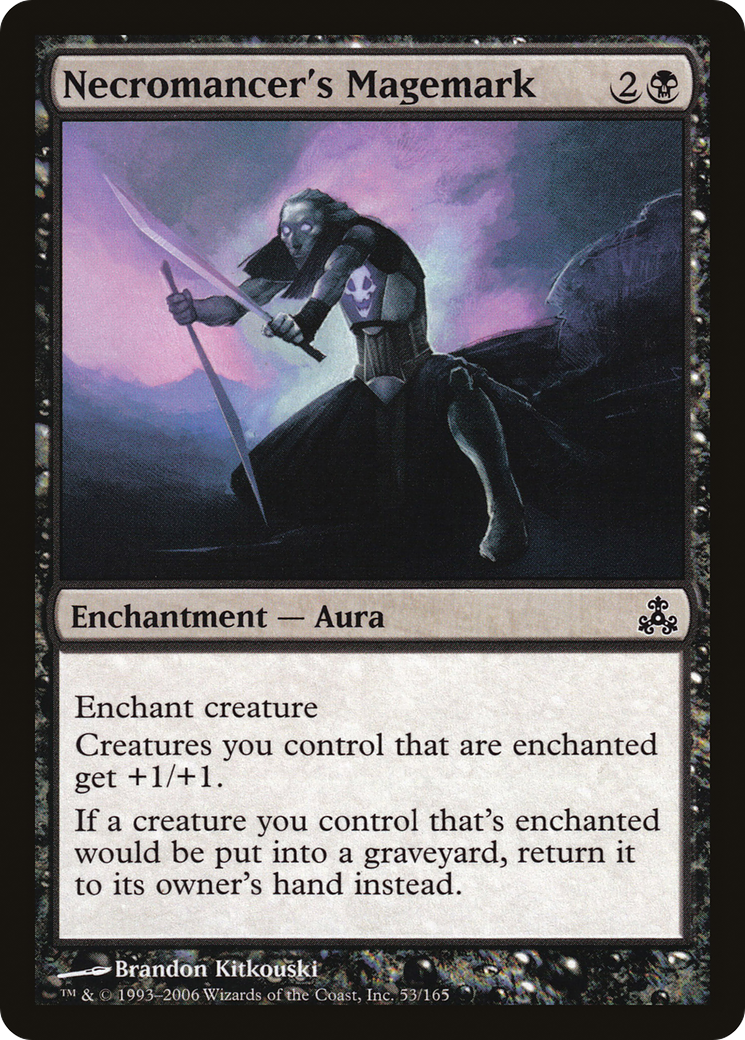 Necromancer's Magemark 2
Enchantment — Aura
Enchant creature
Creatures you control that are enchanted
get +1/+1.
If a creature you control that's enchanted
would be put into a graveyard, return it
to its owner's hand instead.
Brandon Kitkouski
™ & © 1993–2006 Wizards of the Coast, Inc. 53/165